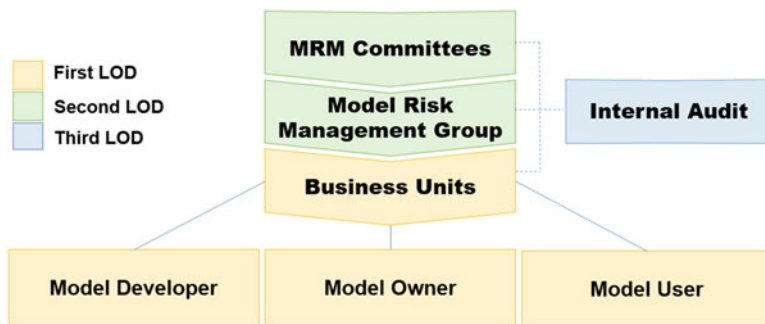 First LOD
Second LOD
Third LOD
MRM Committees
Model Risk
Management Group
Business Units
Internal Audit
Model Developer
Model Owner
Model User